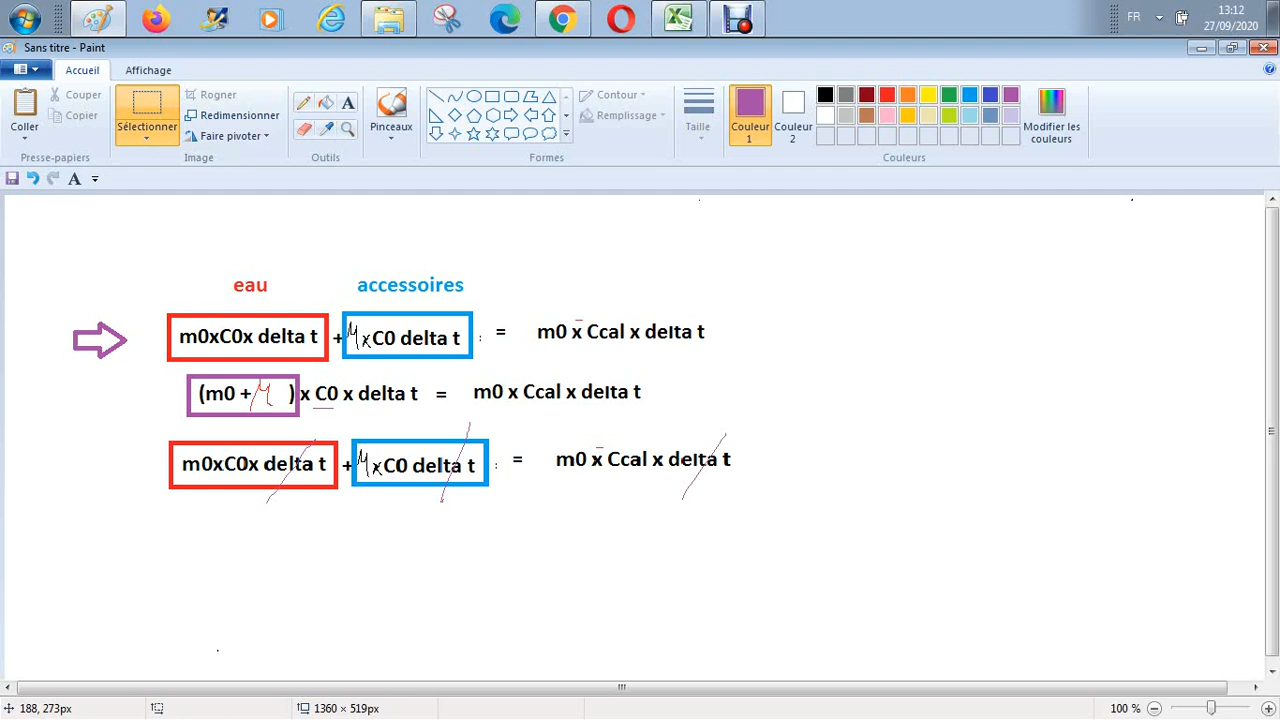 FR
13:12
27/09/2020
Sans titre - Paint
Accueil Affichage
Coller
Couper
Copier
Presse-papiers
Sélectionner
Rogner
Redimensionner
Faire pivoter
Image
Outils
Pinceaux
Contour
Remplissage
Formes
Taille
Couleur 1
Couleur 2
Modifier les couleurs
Couleurs
eau accessoires
m0xC0x delta t + μ x C0 delta t = m0 x Ccal x delta t
(m0 + μ ) x C0 x delta t = m0 x Ccal x delta t
m0xC0x delta t + μ x C0 delta t = m0 x Ccal x delta t
188, 273px 1360 × 519px 100 %